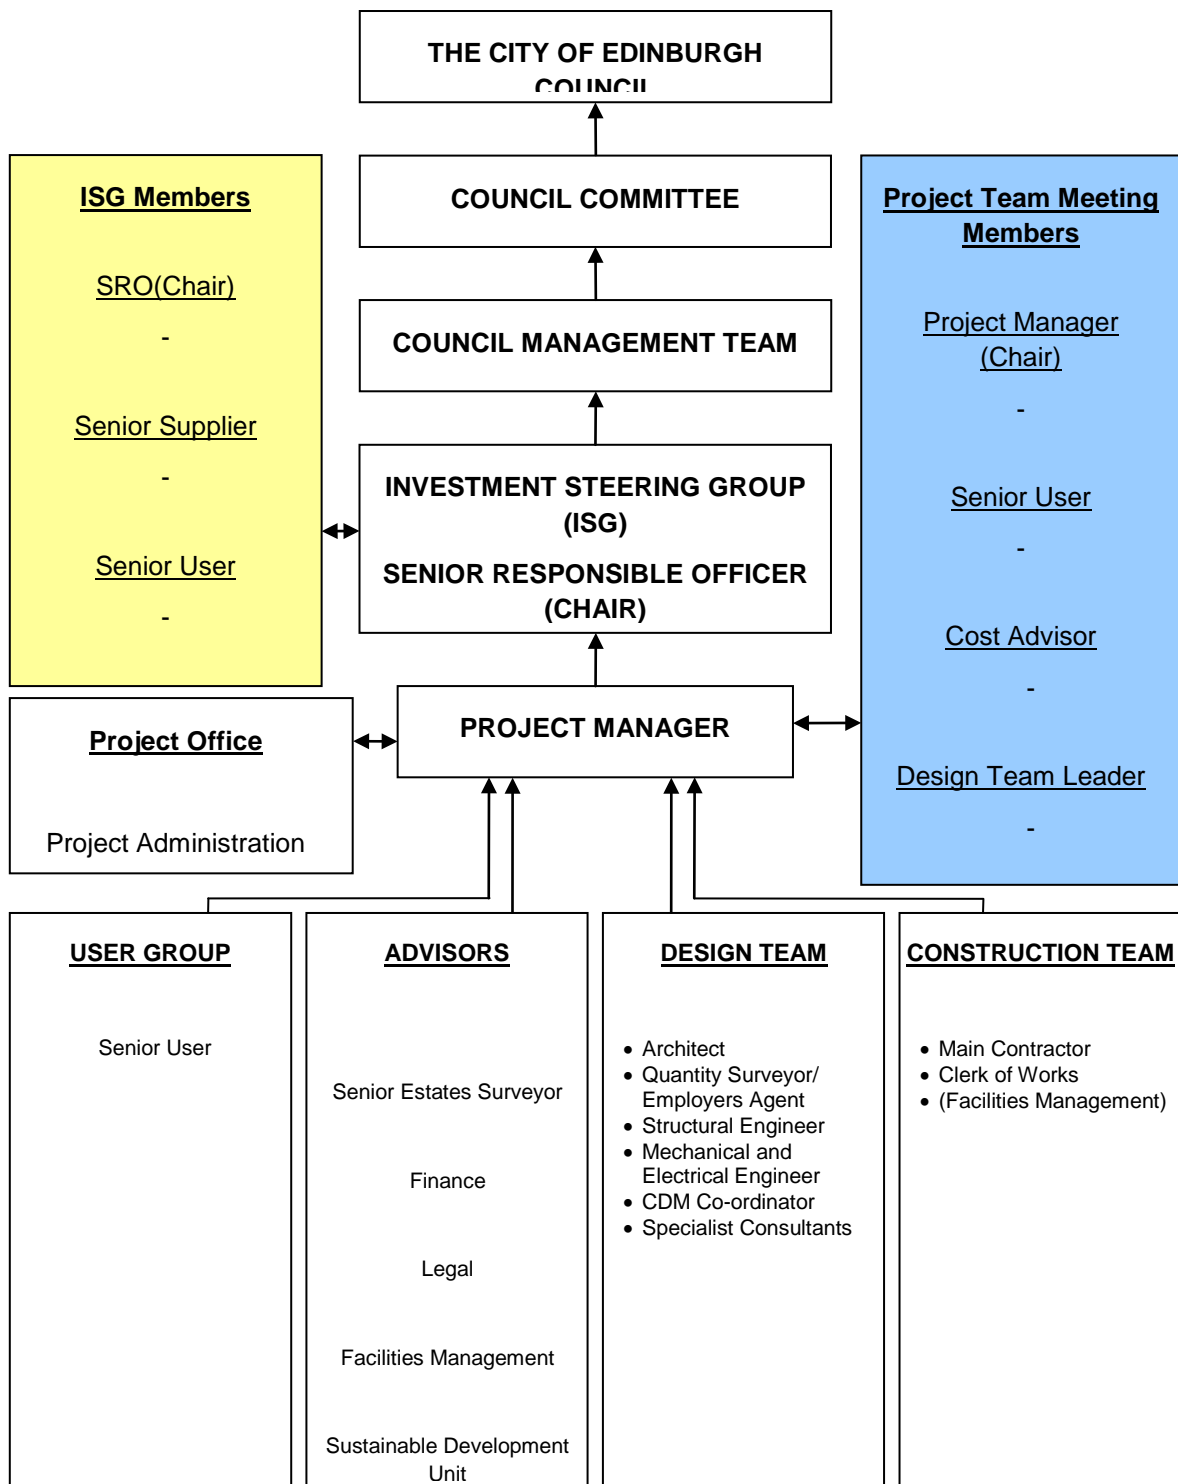 THE CITY OF EDINBURGH
COUNCIL
ISG Members
SRO(Chair)
-
Senior Supplier
-
Senior User
-
COUNCIL COMMITTEE
COUNCIL MANAGEMENT TEAM
INVESTMENT STEERING GROUP
(ISG)
SENIOR RESPONSIBLE OFFICER
(CHAIR)
Project Team Meeting
Members
Project Manager
(Chair)
-
Senior User
-
Cost Advisor
-
Design Team Leader
-
Project Office
Project Administration
PROJECT MANAGER
USER GROUP
Senior User
ADVISORS
Senior Estates Surveyor
Finance
Legal
Facilities Management
Sustainable Development
Unit
DESIGN TEAM
• Architect
• Quantity Surveyor/
Employers Agent
• Structural Engineer
• Mechanical and
Electrical Engineer
• CDM Co-ordinator
• Specialist Consultants
CONSTRUCTION TEAM
• Main Contractor
• Clerk of Works
• (Facilities Management)